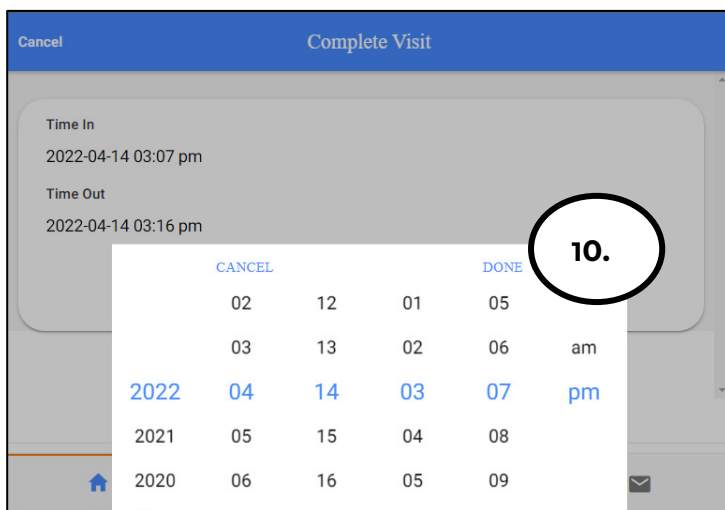 Cancel Complete Visit
Time In
2022-04-14 03:07 pm
Time Out
2022-04-14 03:16 pm
10.
CANCEL DONE
02 12 01 05
03 13 02 06 am
2022 04 14 03 07 pm
2021 05 15 04 08
2020 06 16 05 09